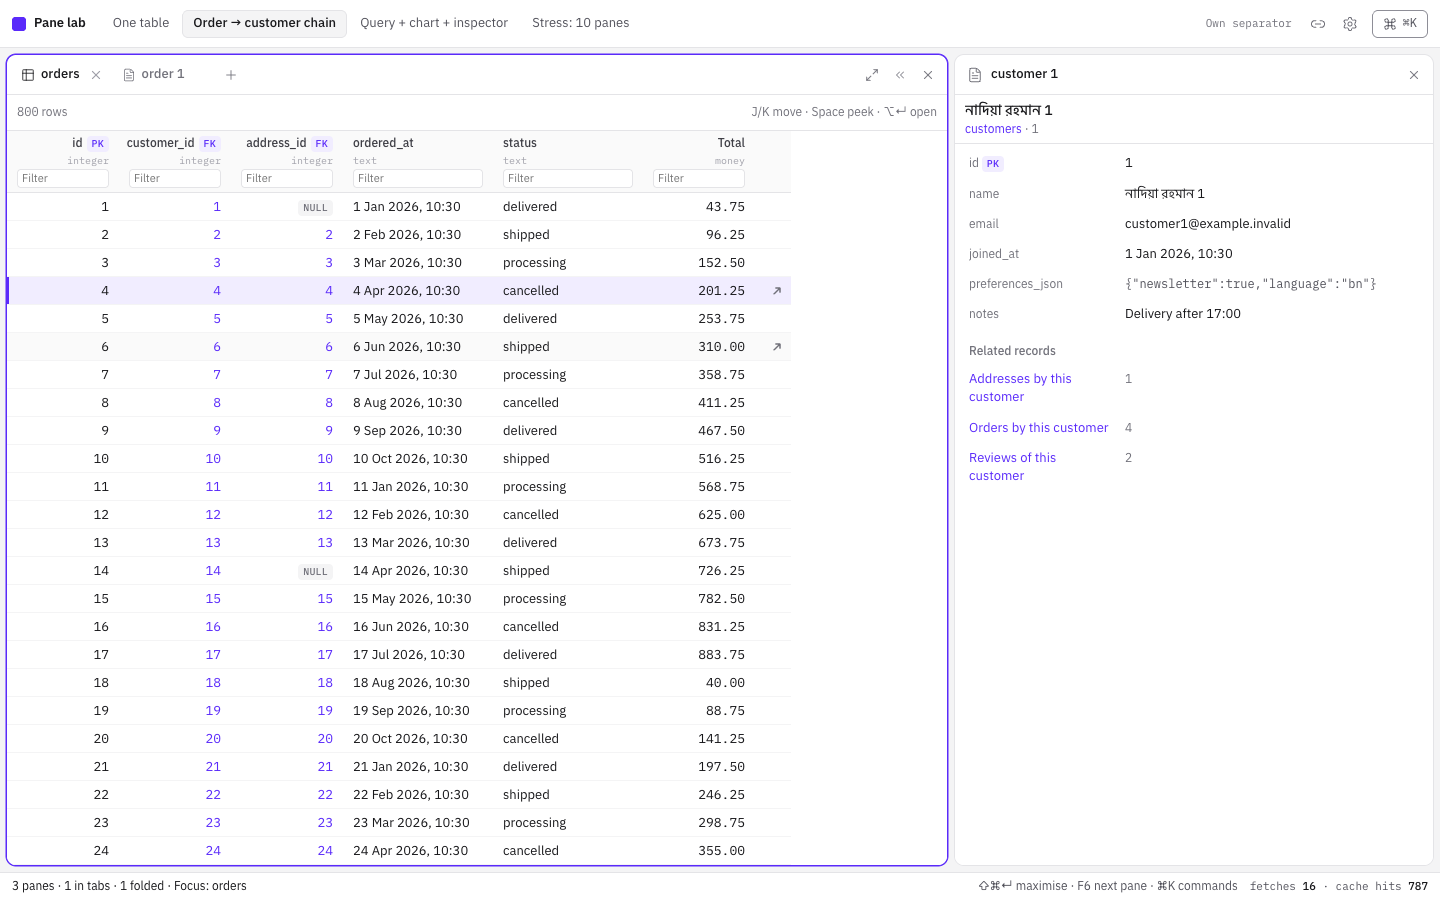 Pane lab One table Order → customer chain Query + chart + inspector Stress: 10 panes Own separator ⌘ ⌘K
orders order 1
800 rows J/K move · Space peek · ⌥↵ open
id PK customer_id FK address_id FK ordered_at status Total
integer integer integer text text money
Filter Filter Filter Filter Filter Filter
1 1 NULL 1 Jan 2026, 10:30 delivered 43.75
2 2 2 2 Feb 2026, 10:30 shipped 96.25
3 3 3 3 Mar 2026, 10:30 processing 152.50
4 4 4 4 Apr 2026, 10:30 cancelled 201.25
5 5 5 5 May 2026, 10:30 delivered 253.75
6 6 6 6 Jun 2026, 10:30 shipped 310.00
7 7 7 7 Jul 2026, 10:30 processing 358.75
8 8 8 8 Aug 2026, 10:30 cancelled 411.25
9 9 9 9 Sep 2026, 10:30 delivered 467.50
10 10 10 10 Oct 2026, 10:30 shipped 516.25
11 11 11 11 Jan 2026, 10:30 processing 568.75
12 12 12 12 Feb 2026, 10:30 cancelled 625.00
13 13 13 13 Mar 2026, 10:30 delivered 673.75
14 14 NULL 14 Apr 2026, 10:30 shipped 726.25
15 15 15 15 May 2026, 10:30 processing 782.50
16 16 16 16 Jun 2026, 10:30 cancelled 831.25
17 17 17 17 Jul 2026, 10:30 delivered 883.75
18 18 18 18 Aug 2026, 10:30 shipped 40.00
19 19 19 19 Sep 2026, 10:30 processing 88.75
20 20 20 20 Oct 2026, 10:30 cancelled 141.25
21 21 21 21 Jan 2026, 10:30 delivered 197.50
22 22 22 22 Feb 2026, 10:30 shipped 246.25
23 23 23 23 Mar 2026, 10:30 processing 298.75
24 24 24 24 Apr 2026, 10:30 cancelled 355.00
customer 1
নাদিয়া রহমান 1
customers · 1
id PK 1
name নাদিয়া রহমান 1
email customer1@example.invalid
joined_at 1 Jan 2026, 10:30
preferences_json {"newsletter":true,"language":"bn"}
notes Delivery after 17:00
Related records
Addresses by this customer 1
Orders by this customer 4
Reviews of this customer 2
3 panes · 1 in tabs · 1 folded · Focus: orders ⇧⌘↵ maximise · F6 next pane · ⌘K commands fetches 16 · cache hits 787